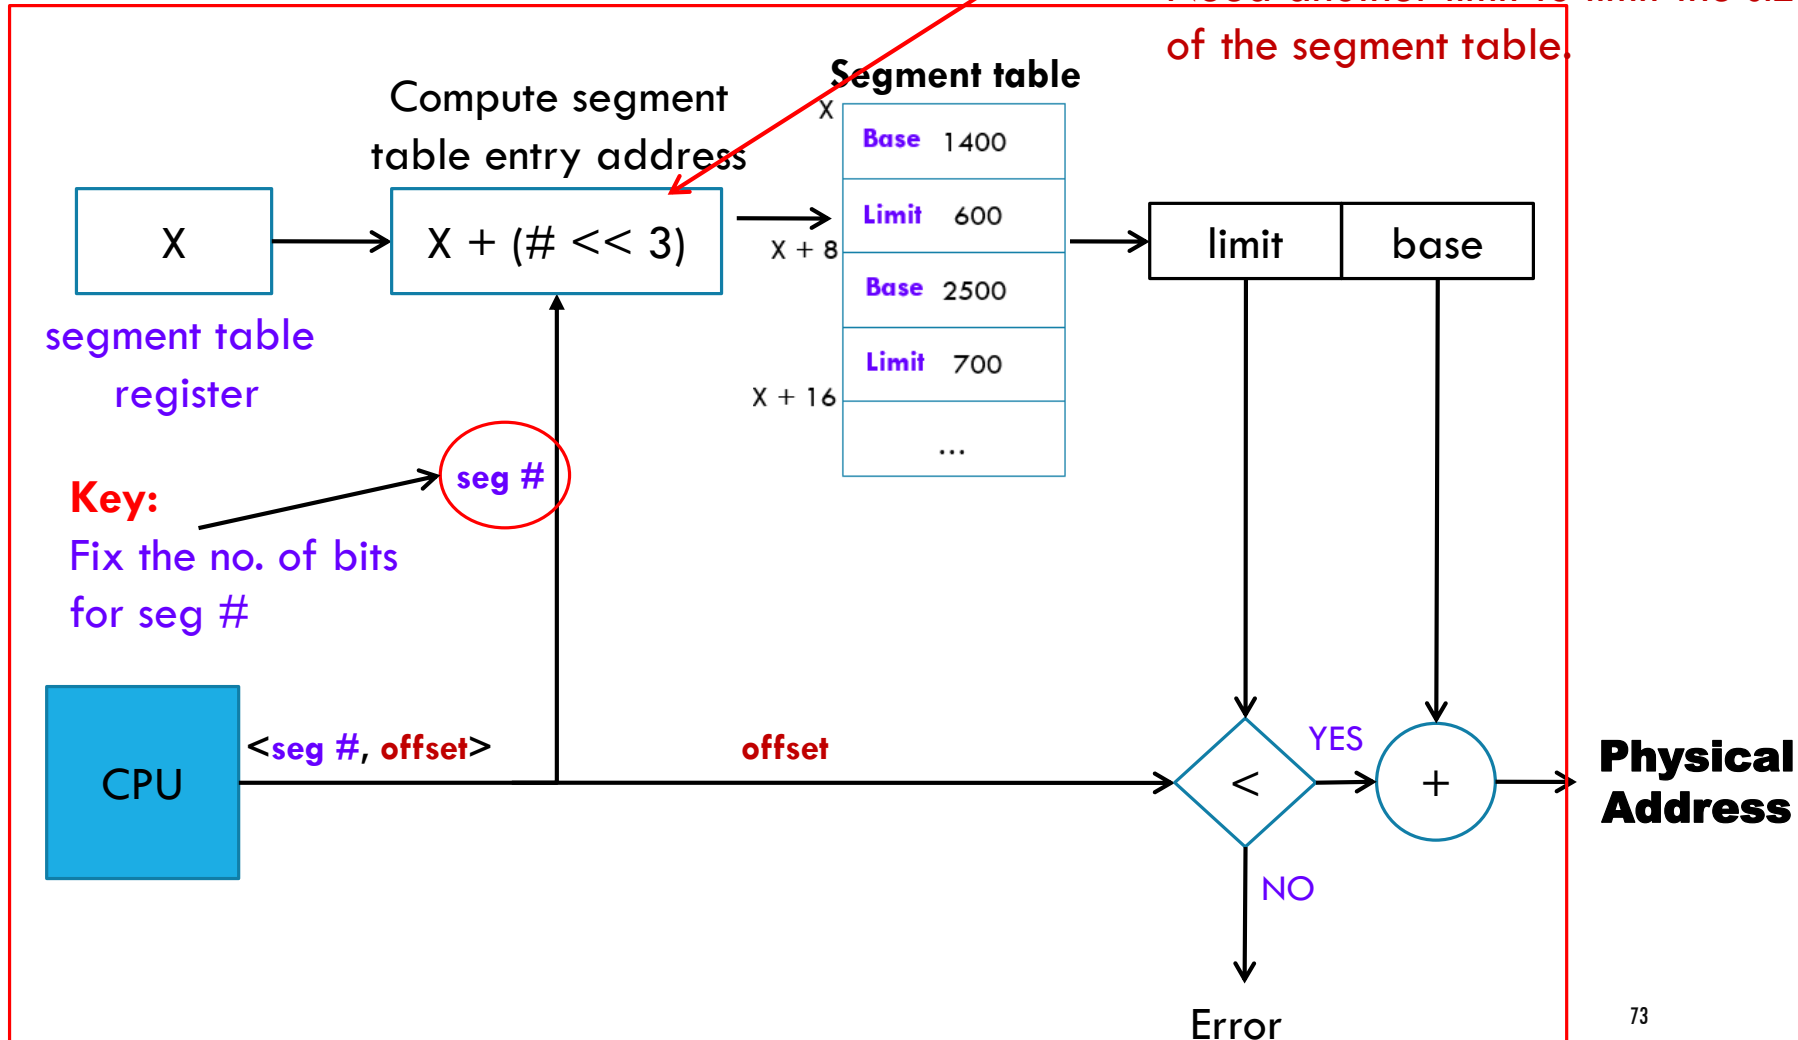 of the segment table.
Segment table
Compute segment
table entry address
X
Base 1400
Limit 600
X + 8
Base 2500
Limit 700
X + 16
...
X
X + (# << 3)
limit
base
segment table
register
seg #
Key:
Fix the no. of bits
for seg #
CPU
<seg #, offset>
offset
<
YES
+
Physical
Address
NO
Error
73